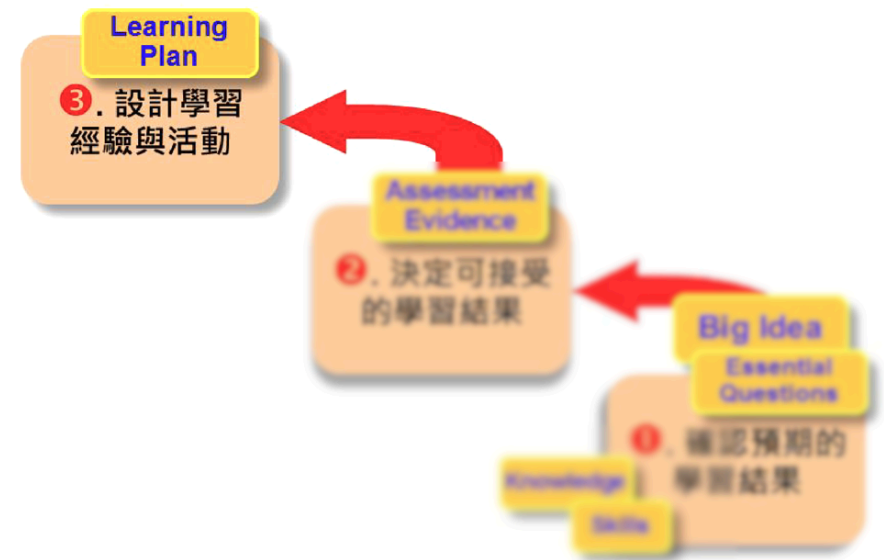 Learning
Plan
❸. 設計學習
經驗與活動
Assessment
Evidence
❷. 決定可接受
的學習結果
Big Idea
Essential
Questions
❶. 確認預期的
學習結果
Knowledge
Skills